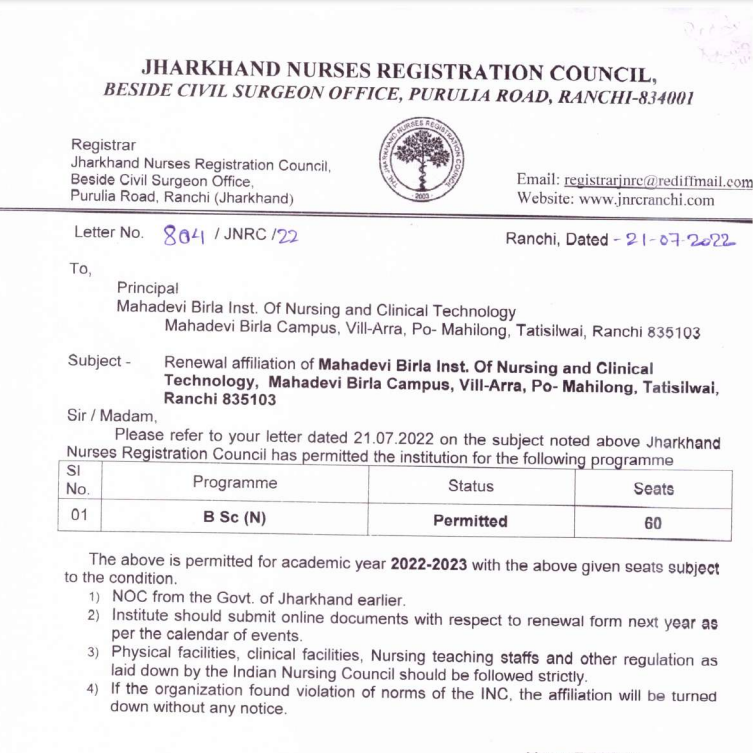 JHARKHAND NURSES REGISTRATION COUNCIL,
BESIDE CIVIL SURGEON OFFICE, PURULIA ROAD, RANCHI-834001
Registrar
Jharkhand Nurses Registration Council,
Beside Civil Surgeon Office,
Purulia Road, Ranchi (Jharkhand)
THE JHARKHAND NURSES REGISTRATION COUNCIL
2003
Email: registrarjnrc@rediffmail.com
Website: www.jnrcranchi.com
Letter No. 804 / JNRC /22
Ranchi, Dated - 21-07-2022
To,
Principal
Mahadevi Birla Inst. Of Nursing and Clinical Technology
Mahadevi Birla Campus, Vill-Arra, Po- Mahilong, Tatisilwai, Ranchi 835103
Subject - Renewal affiliation of Mahadevi Birla Inst. Of Nursing and Clinical
Technology, Mahadevi Birla Campus, Vill-Arra, Po- Mahilong, Tatisilwai,
Ranchi 835103
Sir / Madam,
Please refer to your letter dated 21.07.2022 on the subject noted above Jharkhand
Nurses Registration Council has permitted the institution for the following programme
Sl No. Programme Status Seats
01 B Sc (N) Permitted 60
The above is permitted for academic year 2022-2023 with the above given seats subject
to the condition.
1) NOC from the Govt. of Jharkhand earlier.
2) Institute should submit online documents with respect to renewal form next year as
per the calendar of events.
3) Physical facilities, clinical facilities, Nursing teaching staffs and other regulation as
laid down by the Indian Nursing Council should be followed strictly.
4) If the organization found violation of norms of the INC, the affiliation will be turned
down without any notice.